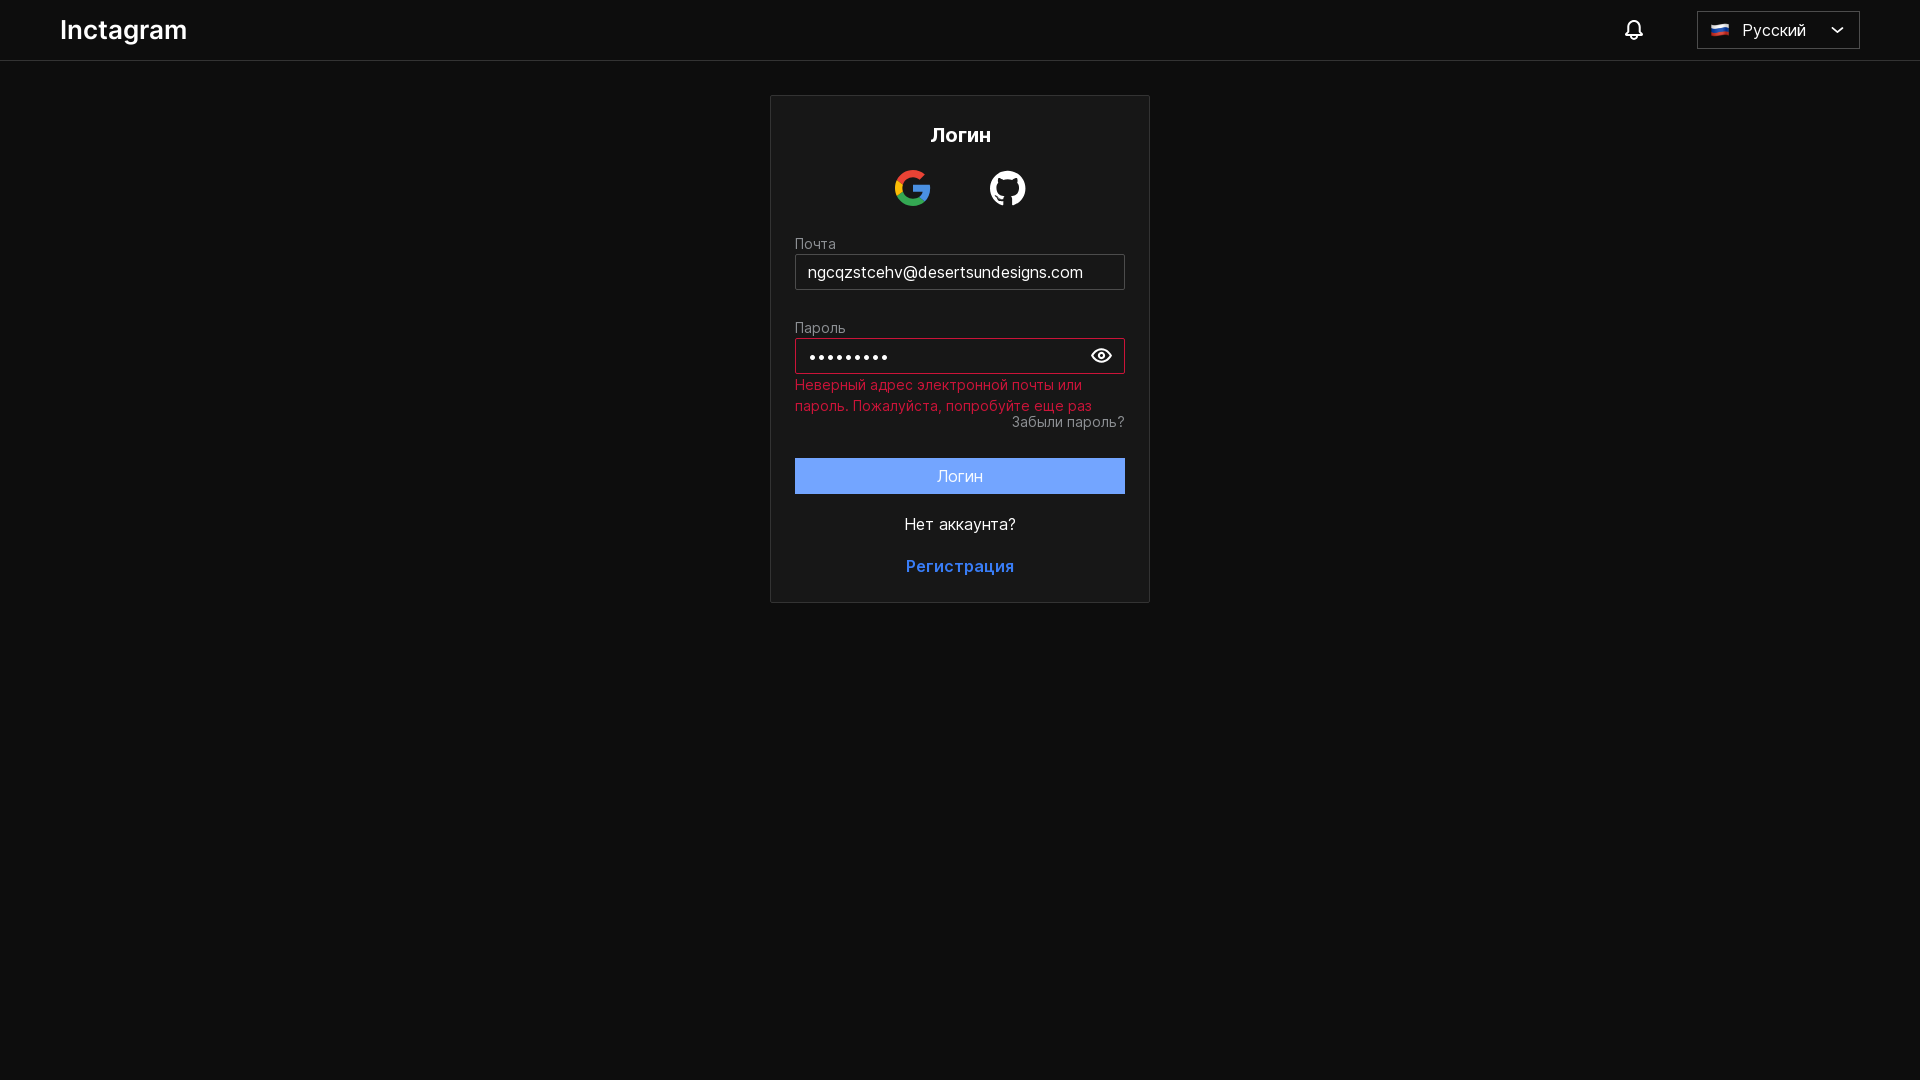 Inctagram
Русский
Логин
Почта
ngcqzstcehv@desertsundesigns.com
Пароль
•••••••••
Неверный адрес электронной почты или
пароль. Пожалуйста, попробуйте еще раз
Забыли пароль?
Логин
Нет аккаунта?
Регистрация